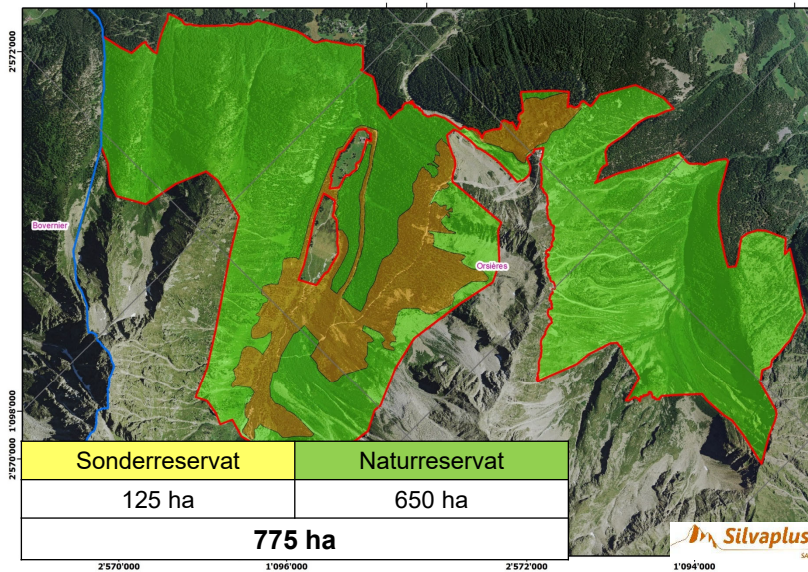 2'572'000
Bovernier
Orsières
1'098'000
2'570'000
Sonderreservat Naturreservat
125 ha 650 ha
775 ha
Silvaplus
SA
2'570'000 1'096'000 2'572'000 1'094'000